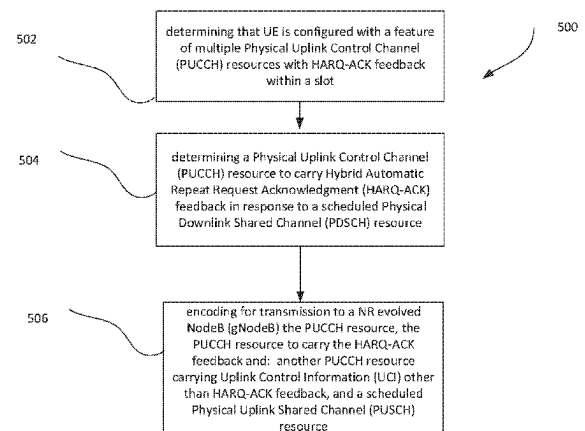 502
determining that UE is configured with a feature
of multiple Physical Uplink Control Channel
(PUCCH) resources with HARQ-ACK feedback
within a slot
500
504
determining a Physical Uplink Control Channel
(PUCCH) resource to carry Hybrid Automatic
Repeat Request Acknowledgment (HARQ-ACK)
feedback in response to a scheduled Physical
Downlink Shared Channel (PDSCH) resource
506
encoding for transmission to a NR evolved
NodeB (gNodeB) the PUCCH resource, the
PUCCH resource to carry the HARQ-ACK
feedback and: another PUCCH resource
carrying Uplink Control Information (UCI) other
than HARQ-ACK feedback, and a scheduled
Physical Uplink Shared Channel (PUSCH)
resource